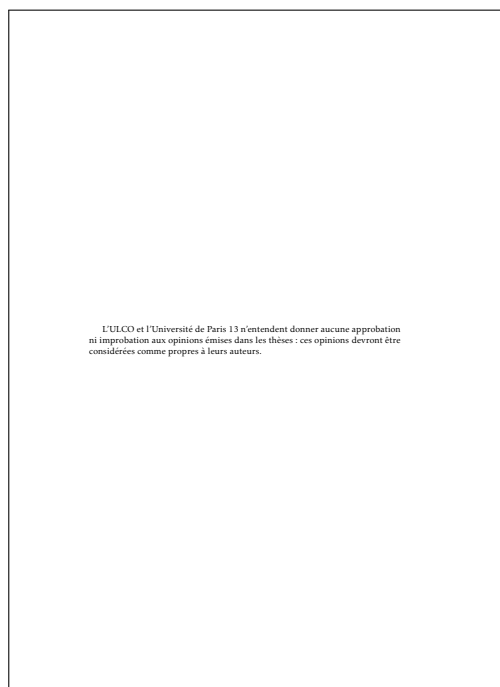 L'ULCO et l'Université de Paris 13 n'entendent donner aucune approbation
ni improbation aux opinions émises dans les thèses : ces opinions devront être
considérées comme propres à leurs auteurs.